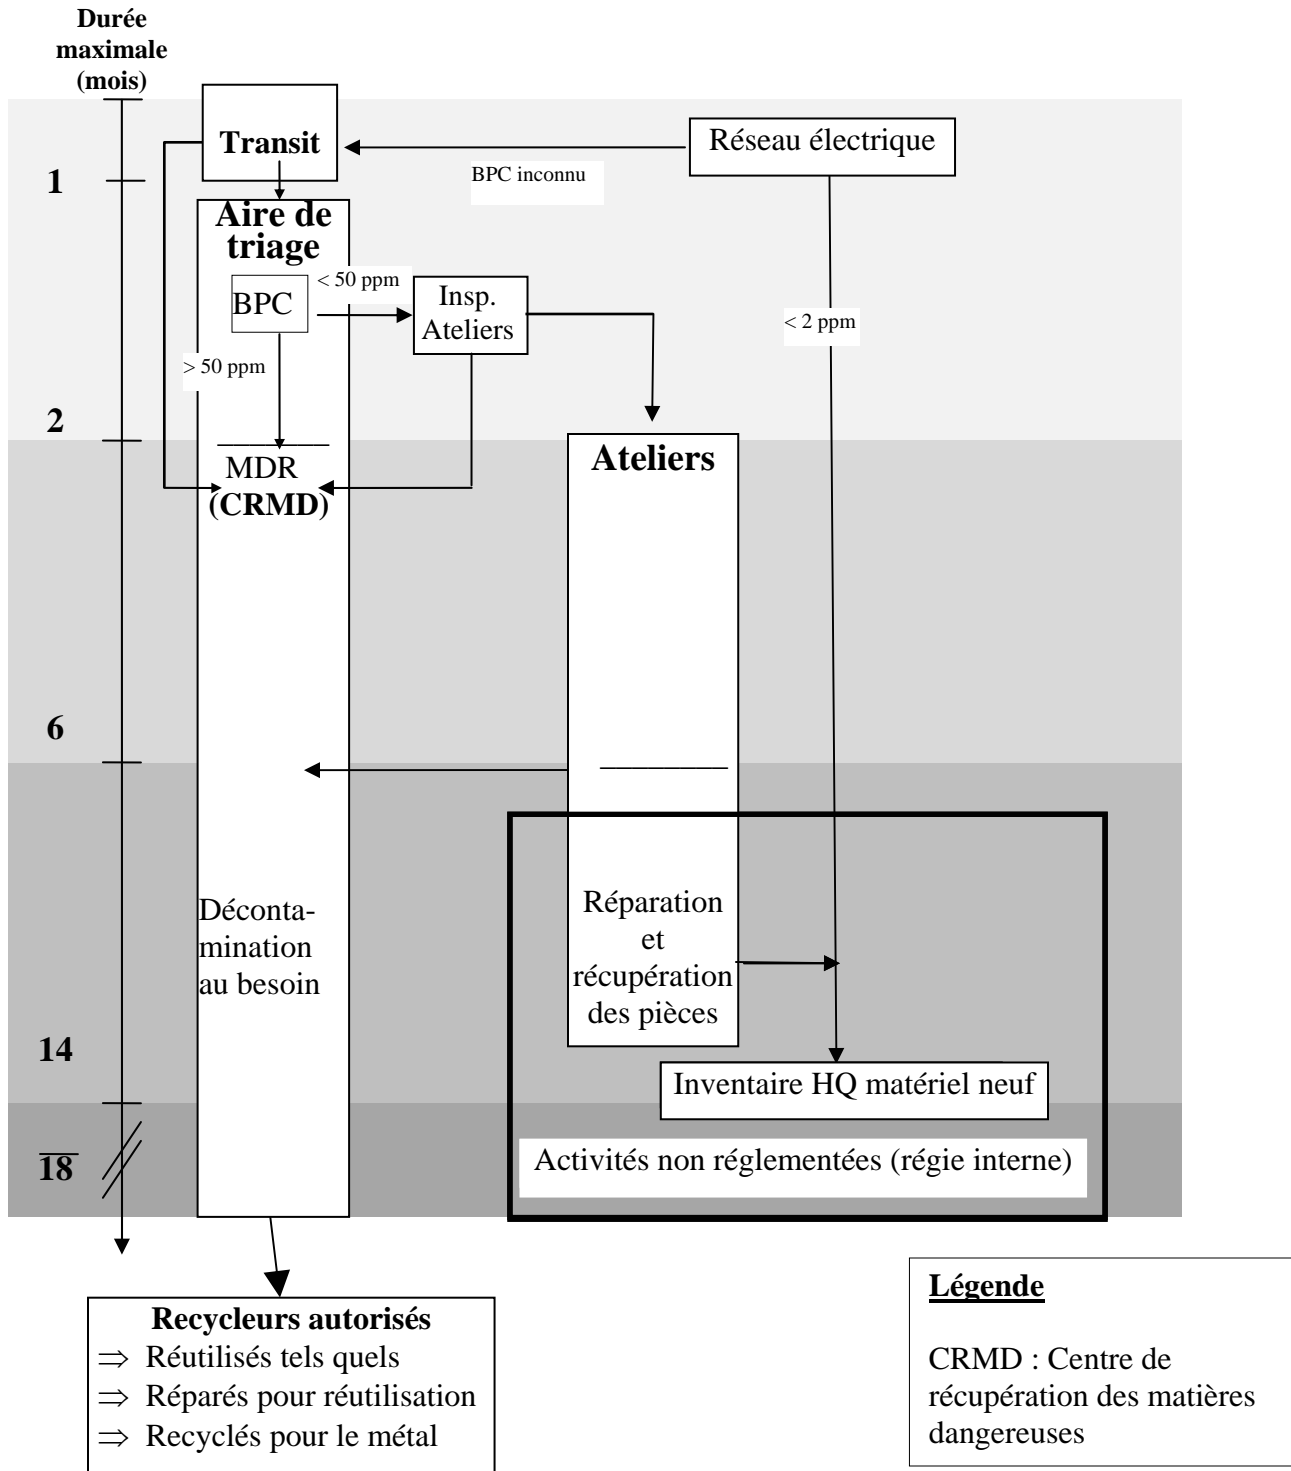 Durée
maximale
(mois)
Transit
Réseau électrique
BPC inconnu
1
Aire de
triage
< 50 ppm
BPC
Insp.
Ateliers
< 2 ppm
> 50 ppm
2
MDR
(CRMD)
Ateliers
6
Déconta-
mination
au besoin
Réparation
et
récupération
des pièces
14
Inventaire HQ matériel neuf
18
Activités non réglementées (régie interne)
Recycleurs autorisés
⇒ Réutilisés tels quels
⇒ Réparés pour réutilisation
⇒ Recyclés pour le métal
Légende
CRMD : Centre de
récupération des matières
dangereuses